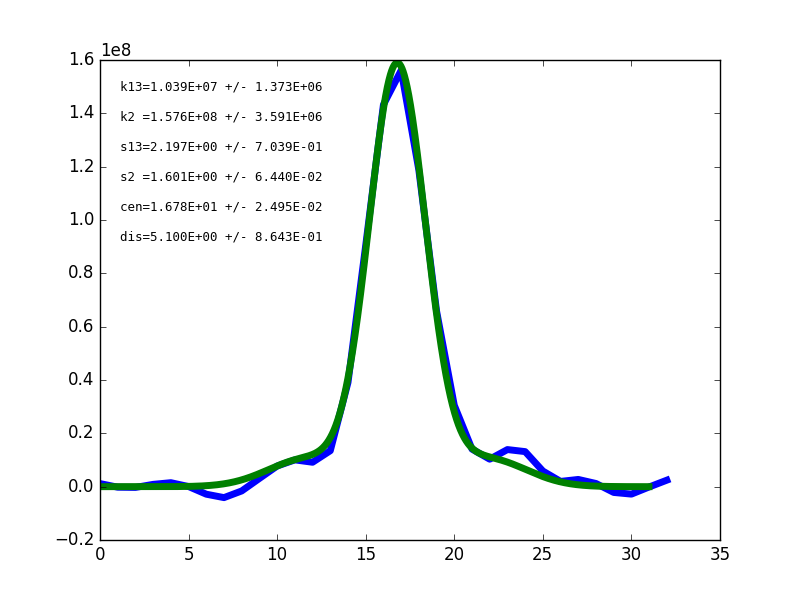 1e8
1.6
1.4
1.2
1.0
0.8
0.6
0.4
0.2
0.0
−0.2
k13=1.039E+07 +/- 1.373E+06
k2 =1.576E+08 +/- 3.591E+06
s13=2.197E+00 +/- 7.039E-01
s2 =1.601E+00 +/- 6.440E-02
cen=1.678E+01 +/- 2.495E-02
dis=5.100E+00 +/- 8.643E-01
0 5 10 15 20 25 30 35